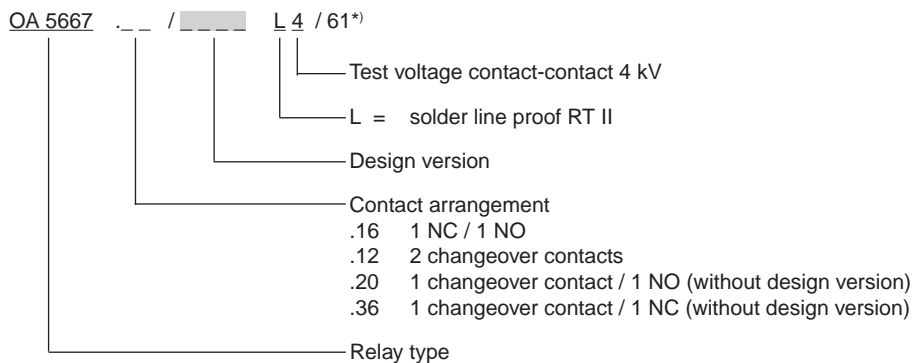 OA 5667 ._ _ / _ _ _ _ L 4 / 61*)
Test voltage contact-contact 4 kV
L = solder line proof RT II
Design version
Contact arrangement
.16 1 NC / 1 NO
.12 2 changeover contacts
.20 1 changeover contact / 1 NO (without design version)
.36 1 changeover contact / 1 NC (without design version)
Relay type